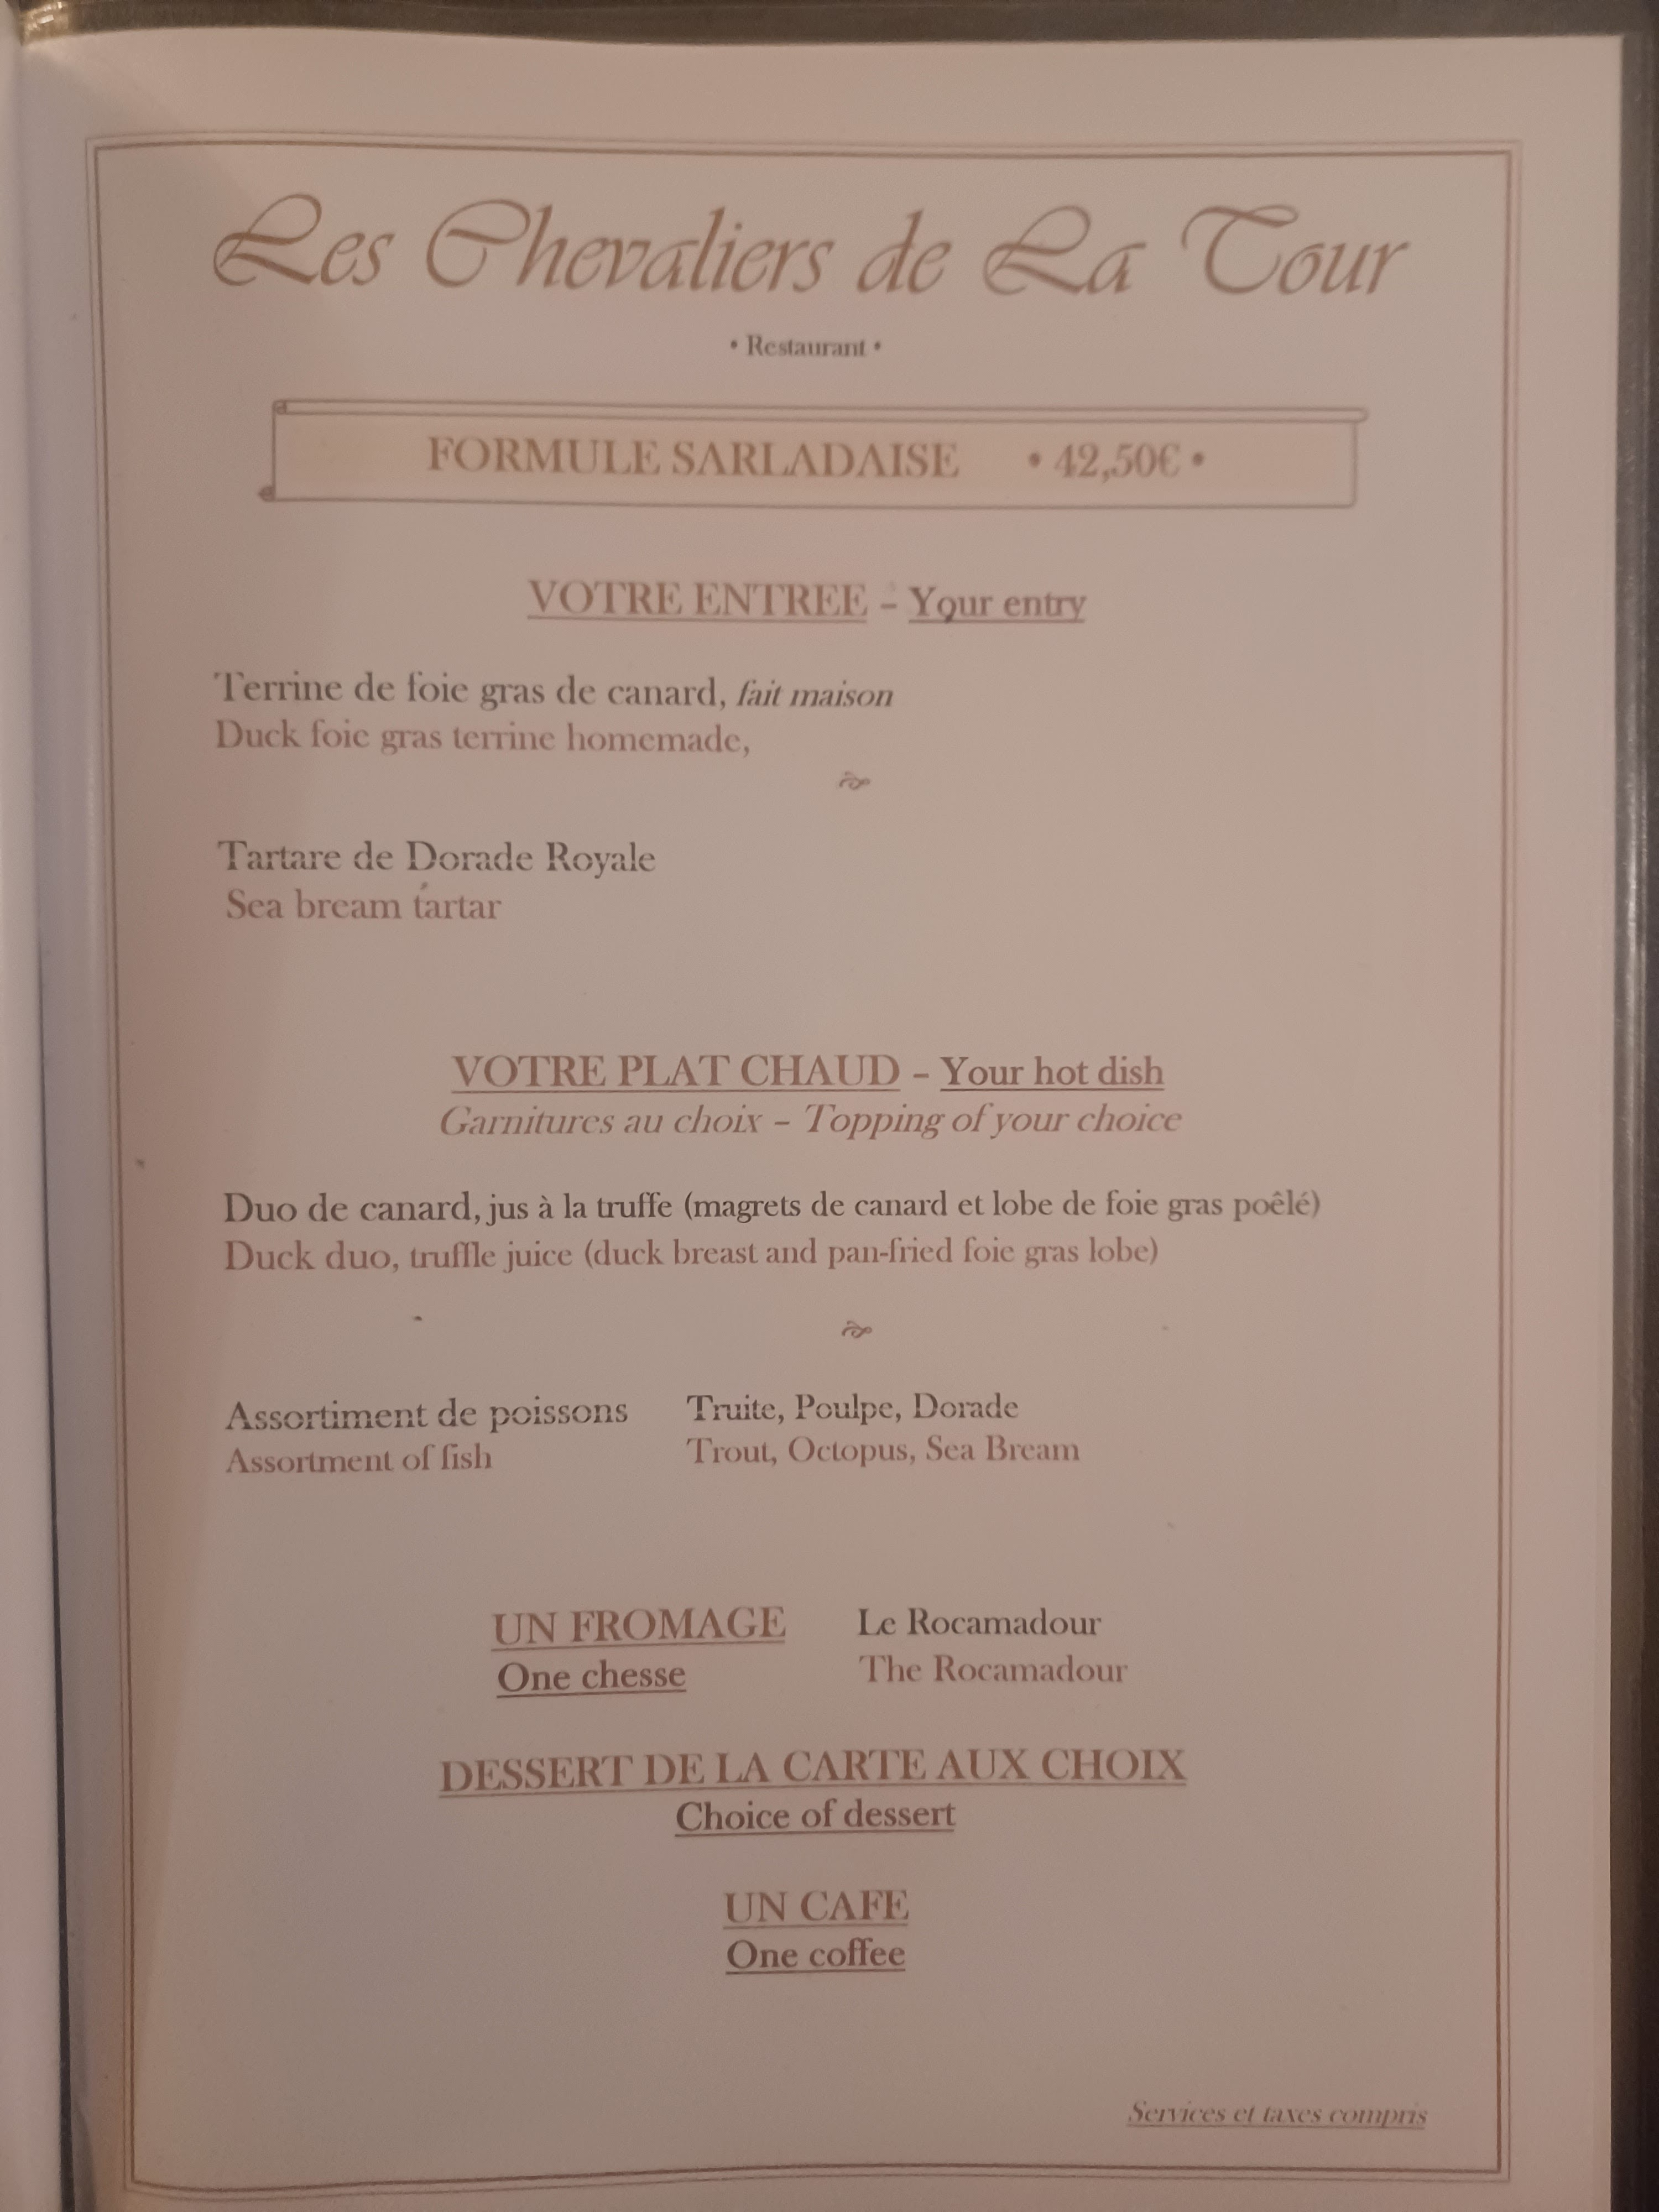 Les Chevaliers de La Tour
• Restaurant •
FORMULE SARLADAISE • 42,50€ •
VOTRE ENTREE – Your entry
Terrine de foie gras de canard, fait maison
Duck foie gras terrine homemade,
Tartare de Dorade Royale
Sea bream tartar
VOTRE PLAT CHAUD – Your hot dish
Garnitures au choix – Topping of your choice
Duo de canard, jus à la truffe (magrets de canard et lobe de foie gras poêlé)
Duck duo, truffle juice (duck breast and pan-fried foie gras lobe)
Assortiment de poissons Truite, Poulpe, Dorade
Assortment of fish Trout, Octopus, Sea Bream
UN FROMAGE Le Rocamadour
One chesse The Rocamadour
DESSERT DE LA CARTE AUX CHOIX
Choice of dessert
UN CAFE
One coffee
Services et taxes compris